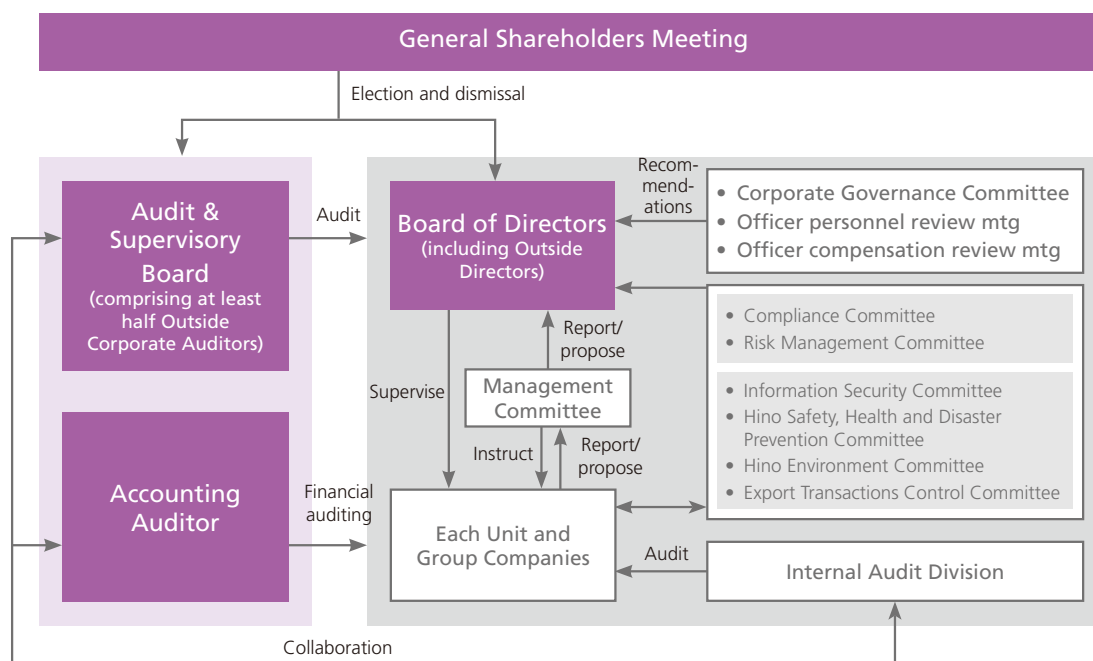 General Shareholders Meeting
Election and dismissal
Audit &
Supervisory
Board
(comprising at least
half Outside
Corporate Auditors)
Audit
Board of Directors
(including Outside
Directors)
Recom-
mend-
ations
• Corporate Governance Committee
• Officer personnel review mtg
• Officer compensation review mtg
• Compliance Committee
• Risk Management Committee
• Information Security Committee
• Hino Safety, Health and Disaster
Prevention Committee
• Hino Environment Committee
• Export Transactions Control Committee
Report/
propose
Supervise
Management
Committee
Instruct
Report/
propose
Accounting
Auditor
Financial
auditing
Each Unit and
Group Companies
Audit
Internal Audit Division
Collaboration